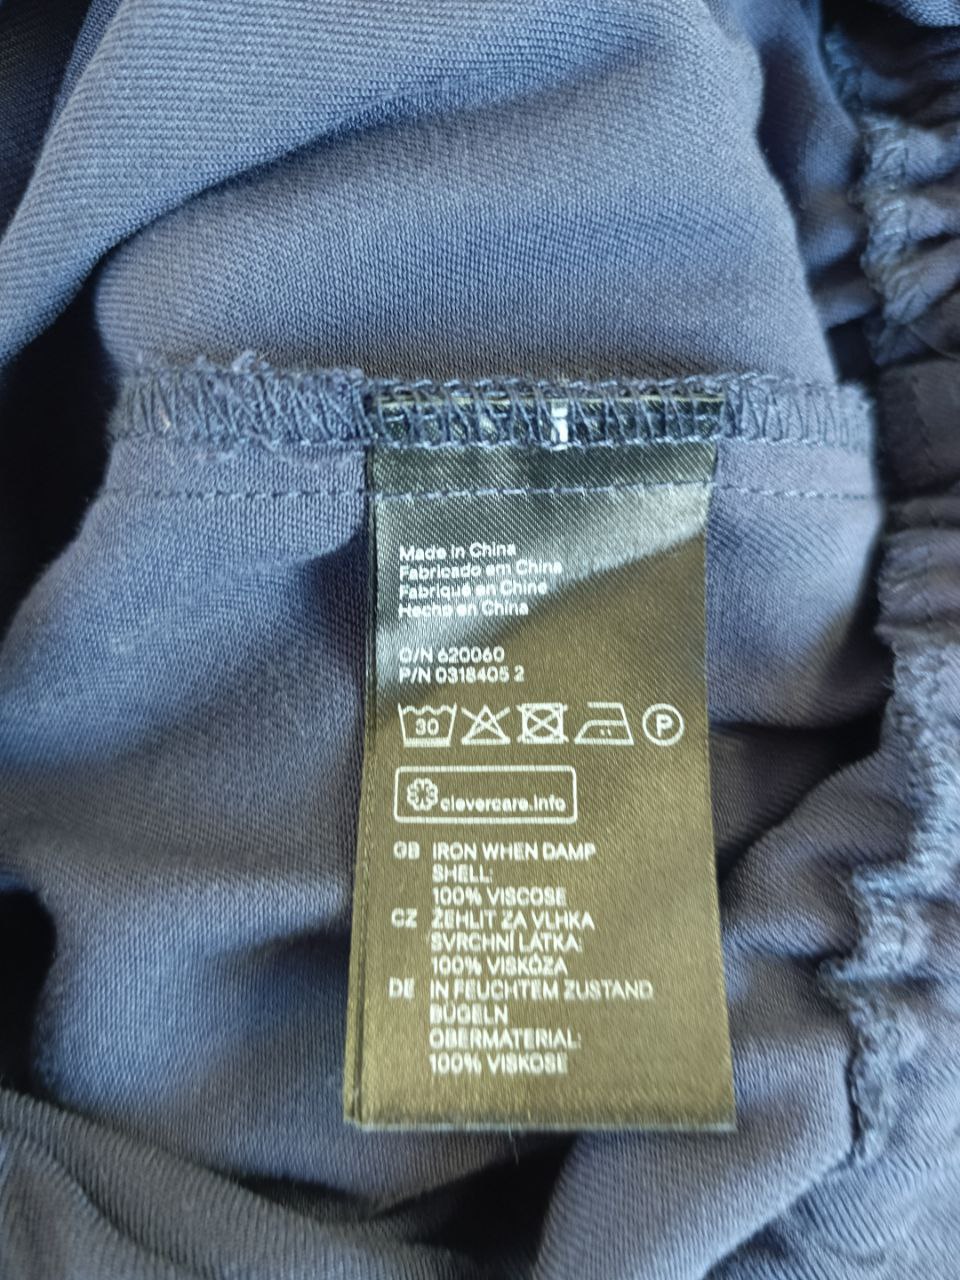 Made in China
Fabricado em China
Fabriqué en Chine
Hecho en China
O/N 620060
P/N 0318405 2
30
P
clevercare.info
GB IRON WHEN DAMP
SHELL:
100% VISCOSE
CZ ŽEHLIT ZA VLHKA
SVRCHNÍ LÁTKA:
100% VISKÓZA
DE IN FEUCHTEM ZUSTAND
BÜGELN
OBERMATERIAL:
100% VISKOSE